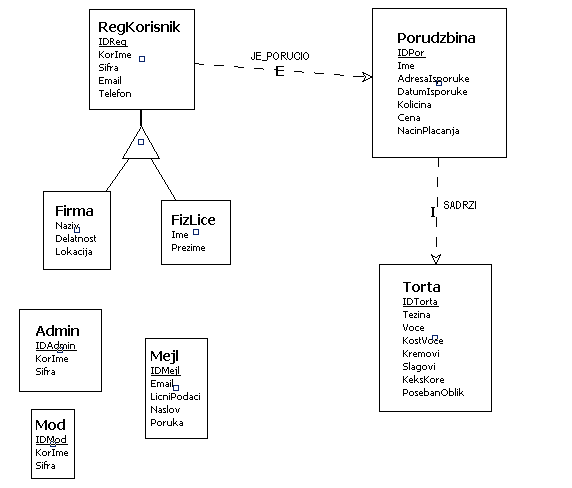 RegKorisnik
IDReg
KorIme
Sifra
Email
Telefon
JE_PORUCIO
E
Porudzbina
IDPor
Ime
AdresaIsporuke
DatumIsporuke
Kolicina
Cena
NacinPlacanja
I
SADRZI
Firma
Naziv
Delatnost
Lokacija
FizLice
Ime
Prezime
Torta
IDTorta
Tezina
Voce
KostVoce
Kremovi
Slagovi
KeksKore
PosebanOblik
Admin
IDAdmin
KorIme
Sifra
Mejl
IDMejl
Email
LicniPodaci
Naslov
Poruka
Mod
IDMod
KorIme
Sifra